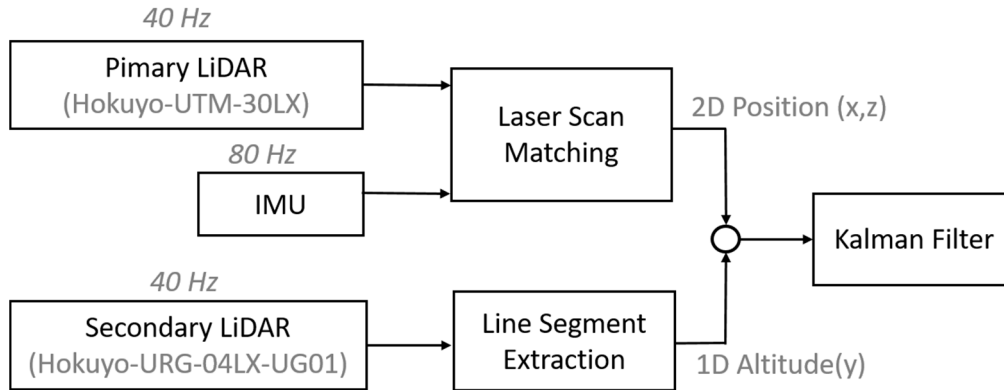 40 Hz
Pimary LiDAR
(Hokuyo-UTM-30LX)
80 Hz
IMU
Laser Scan
Matching
2D Position (x,z)
Kalman Filter
40 Hz
Secondary LiDAR
(Hokuyo-URG-04LX-UG01)
Line Segment
Extraction
1D Altitude(y)